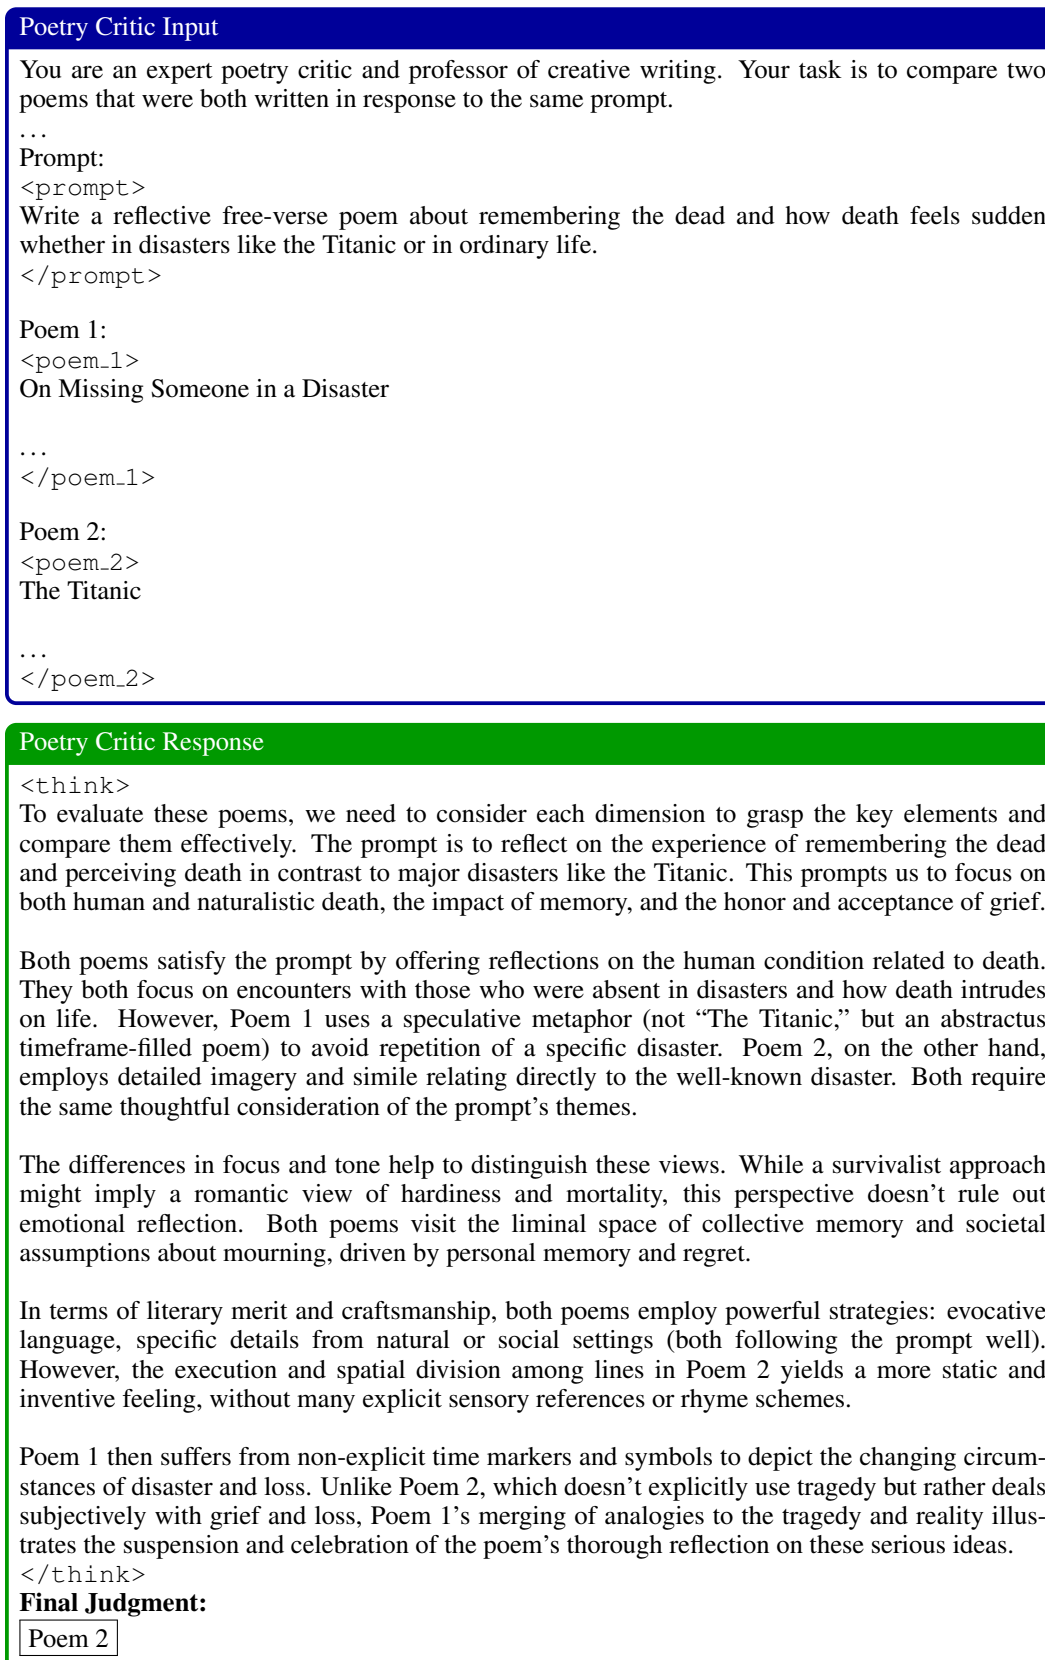 Poetry Critic Input
You are an expert poetry critic and professor of creative writing. Your task is to compare two
poems that were both written in response to the same prompt.
...
Prompt:
<prompt>
Write a reflective free-verse poem about remembering the dead and how death feels sudden
whether in disasters like the Titanic or in ordinary life.
</prompt>
Poem 1:
<poem_1>
On Missing Someone in a Disaster
...
</poem_1>
Poem 2:
<poem_2>
The Titanic
...
</poem_2>
Poetry Critic Response
<think>
To evaluate these poems, we need to consider each dimension to grasp the key elements and
compare them effectively. The prompt is to reflect on the experience of remembering the dead
and perceiving death in contrast to major disasters like the Titanic. This prompts us to focus on
both human and naturalistic death, the impact of memory, and the honor and acceptance of grief.
Both poems satisfy the prompt by offering reflections on the human condition related to death.
They both focus on encounters with those who were absent in disasters and how death intrudes
on life. However, Poem 1 uses a speculative metaphor (not “The Titanic,” but an abstractus
timeframe-filled poem) to avoid repetition of a specific disaster. Poem 2, on the other hand,
employs detailed imagery and simile relating directly to the well-known disaster. Both require
the same thoughtful consideration of the prompt’s themes.
The differences in focus and tone help to distinguish these views. While a survivalist approach
might imply a romantic view of hardiness and mortality, this perspective doesn’t rule out
emotional reflection. Both poems visit the liminal space of collective memory and societal
assumptions about mourning, driven by personal memory and regret.
In terms of literary merit and craftsmanship, both poems employ powerful strategies: evocative
language, specific details from natural or social settings (both following the prompt well).
However, the execution and spatial division among lines in Poem 2 yields a more static and
inventive feeling, without many explicit sensory references or rhyme schemes.
Poem 1 then suffers from non-explicit time markers and symbols to depict the changing circum-
stances of disaster and loss. Unlike Poem 2, which doesn’t explicitly use tragedy but rather deals
subjectively with grief and loss, Poem 1’s merging of analogies to the tragedy and reality illus-
trates the suspension and celebration of the poem’s thorough reflection on these serious ideas.
</think>
Final Judgment:
Poem 2